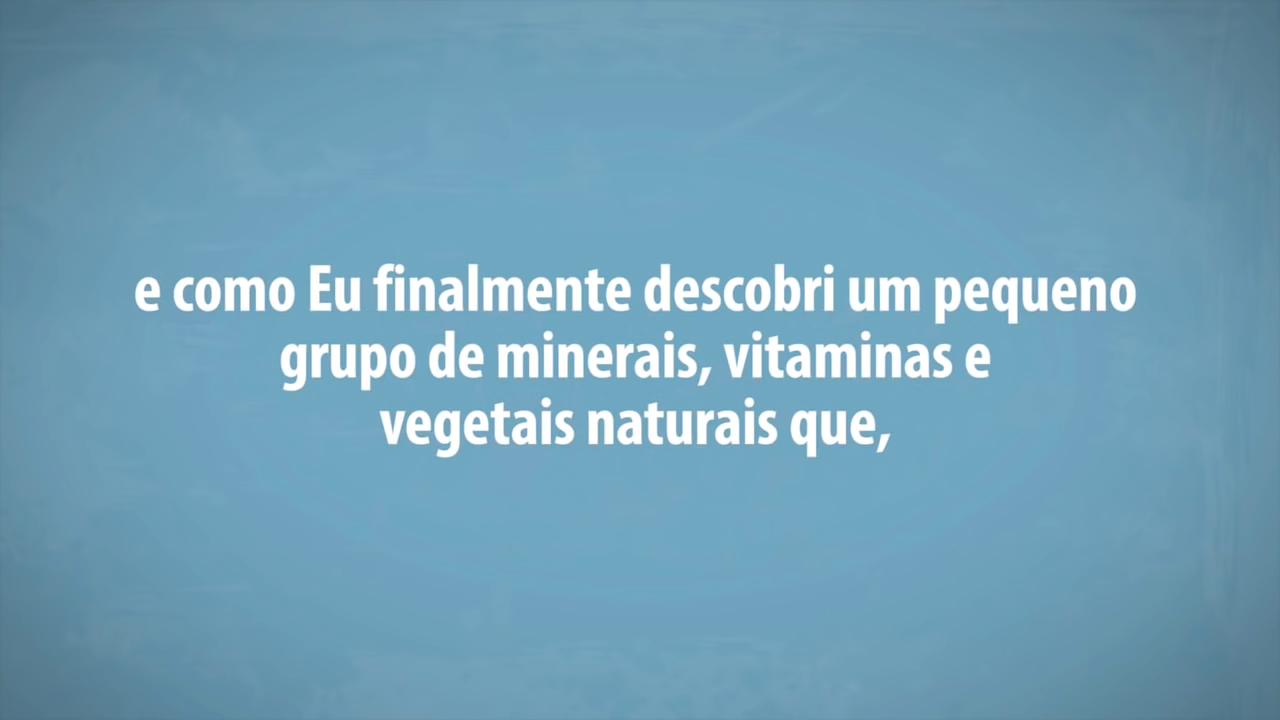 e como Eu finalmente descobri um pequeno
grupo de minerais, vitaminas e
vegetais naturais que,